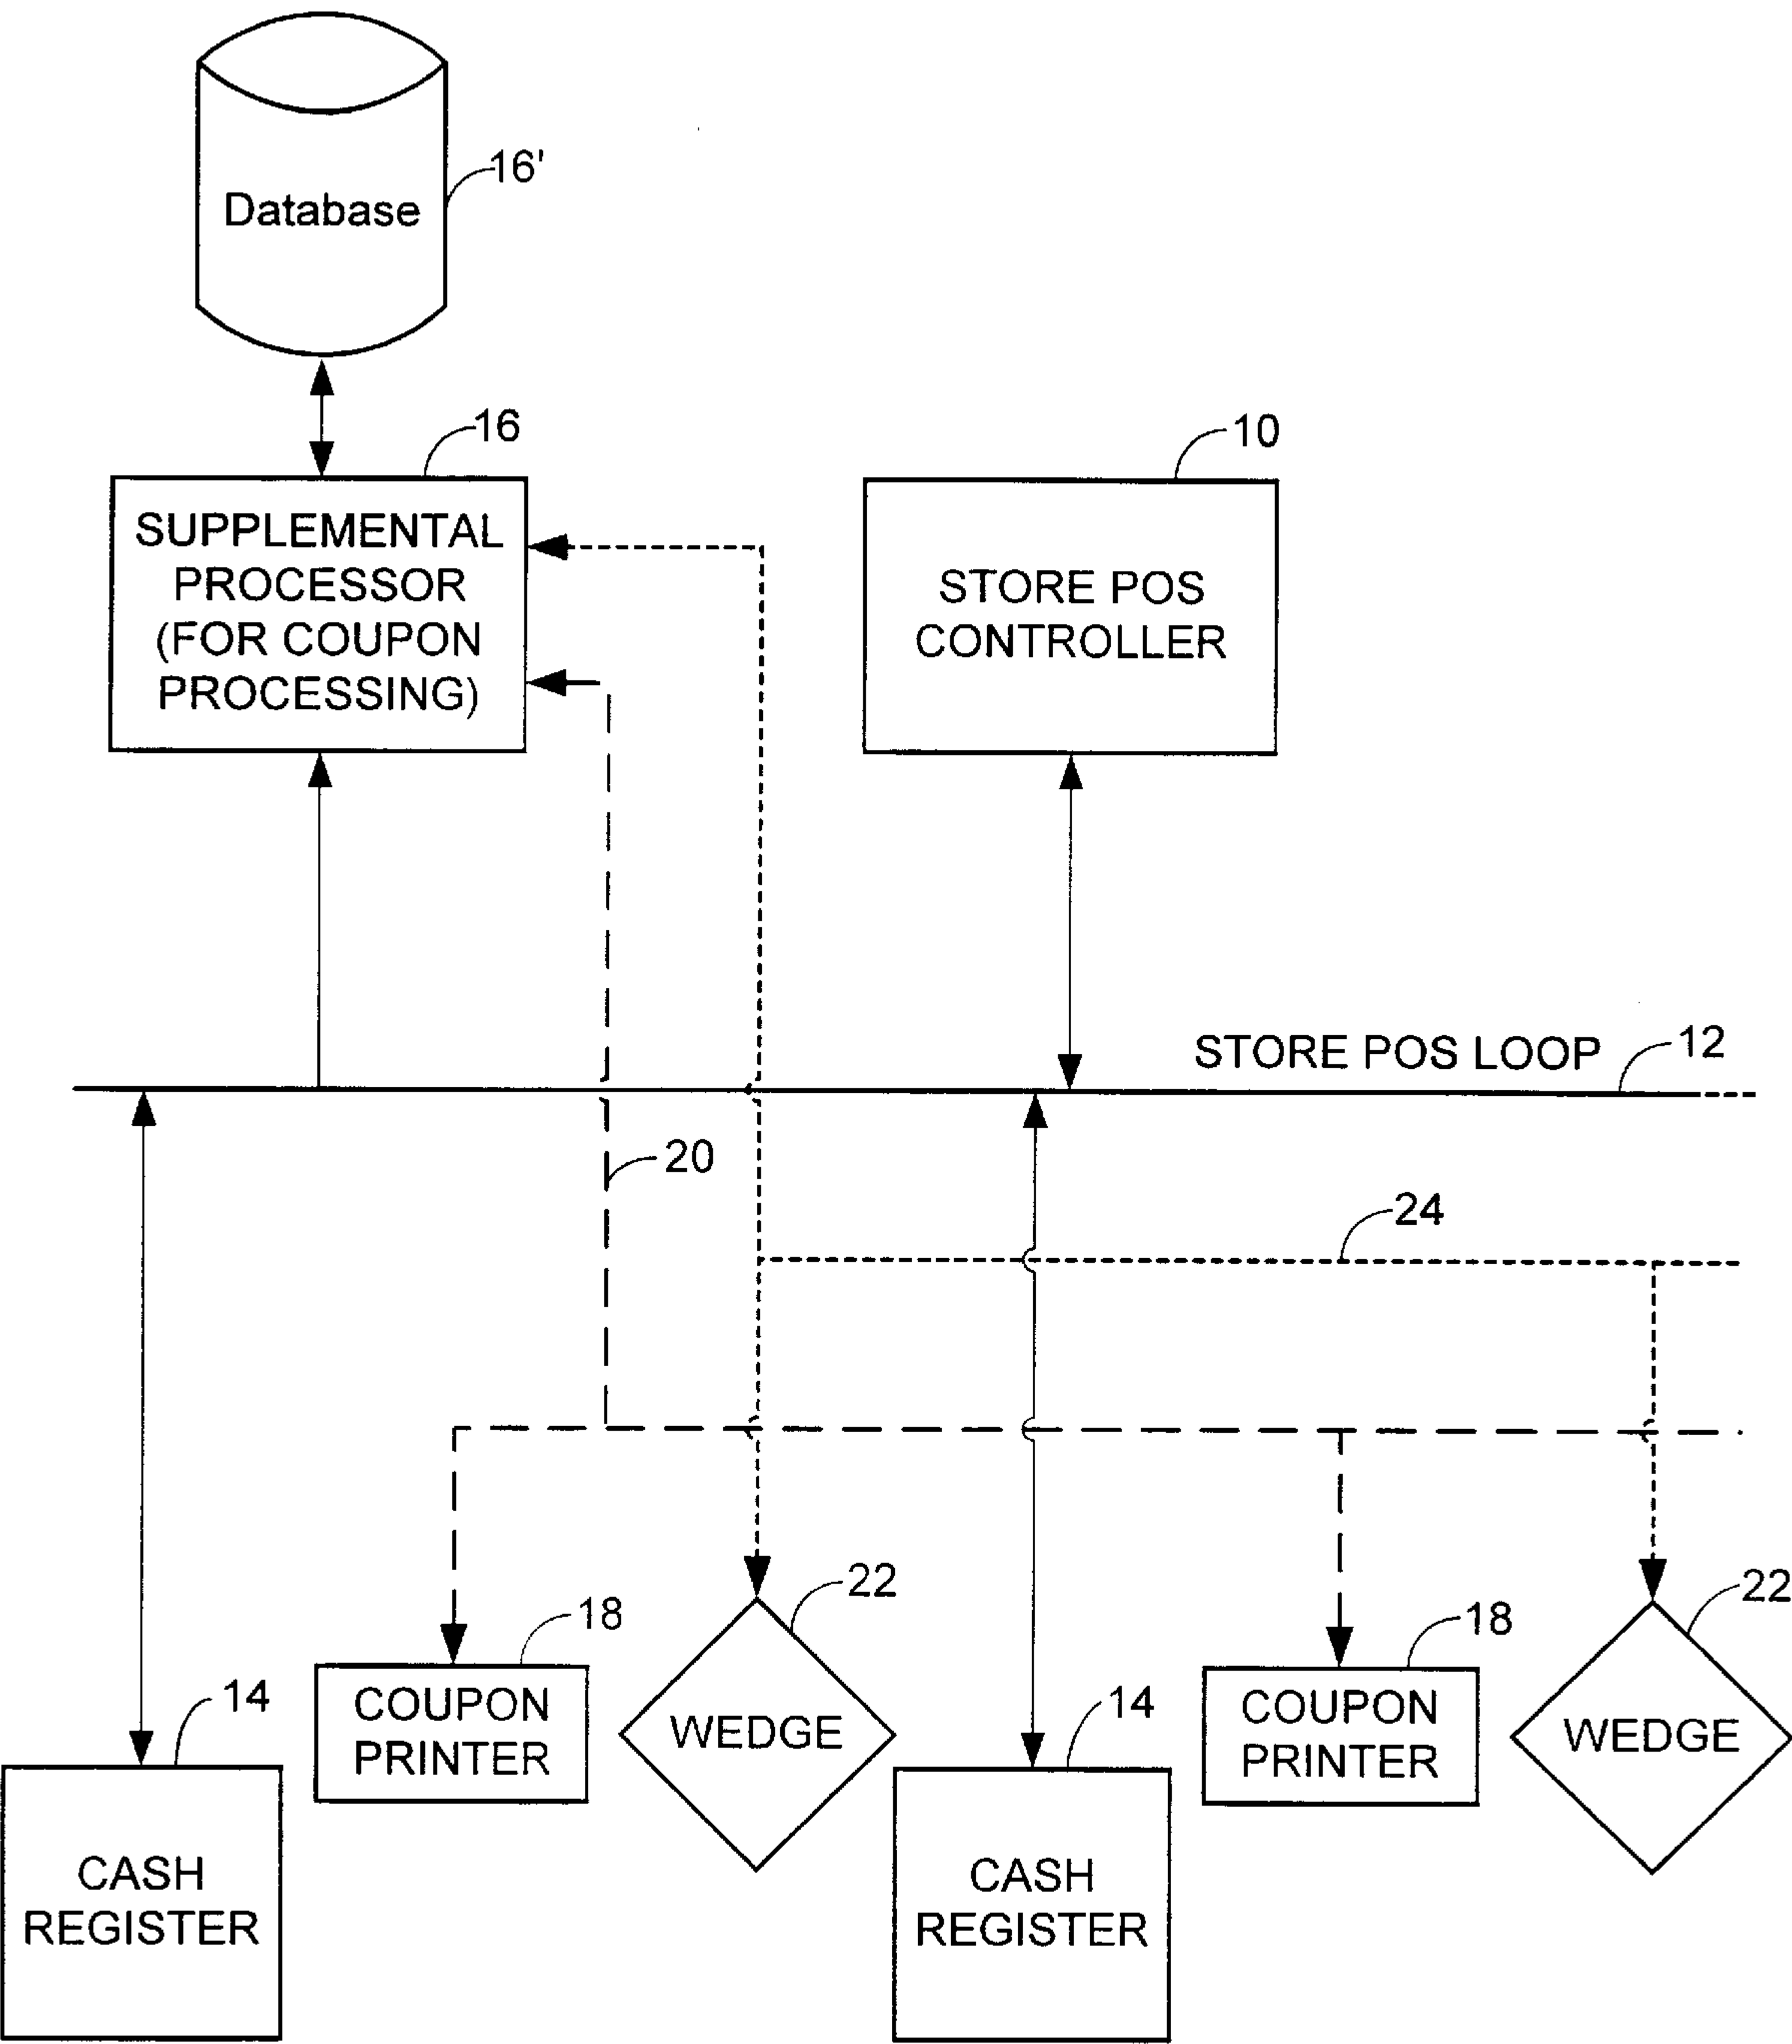 16'
Database
16
10
SUPPLEMENTAL
PROCESSOR
(FOR COUPON
PROCESSING)
STORE POS
CONTROLLER
STORE POS LOOP
12
20
24
22
22
18
18
14
14
COUPON
PRINTER
WEDGE
COUPON
PRINTER
WEDGE
CASH
REGISTER
CASH
REGISTER